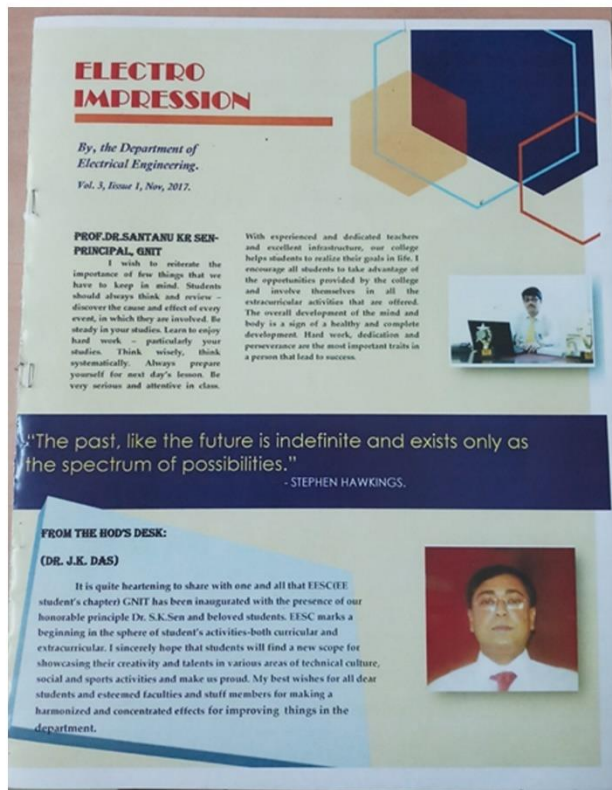 ELECTRO
IMPRESSION
By, the Department of
Electrical Engineering.
Vol. 3, Issue 1, Nov, 2017.
PROF.DR.SANTANU KR SEN-
PRINCIPAL, GNIT
I wish to reiterate the
importance of few things that we
have to keep in mind. Students
should always think and review –
discover the cause and effect of every
event, in which they are involved. Be
steady in your studies. Learn to enjoy
hard work – particularly your
studies. Think wisely, think
systematically. Always prepare
yourself for next day's lesson. Be
very serious and attentive in class.
With experienced and dedicated teachers
and excellent infrastructure, our college
helps students to realize their goals in life. I
encourage all students to take advantage of
the opportunities provided by the college
and involve themselves in all the
extracurricular activities that are offered.
The overall development of the mind and
body is a sign of a healthy and complete
development. Hard work, dedication and
perseverance are the most important traits in
a person that lead to success.
“The past, like the future is indefinite and exists only as
the spectrum of possibilities.”
- STEPHEN HAWKINGS.
FROM THE HOD'S DESK:
(DR. J.K. DAS)
It is quite heartening to share with one and all that EESC(EE
student's chapter) GNIT has been inaugurated with the presence of our
honorable principle Dr. S.K.Sen and beloved students. EESC marks a
beginning in the sphere of student's activities-both curricular and
extracurricular. I sincerely hope that students will find a new scope for
showcasing their creativity and talents in various areas of technical culture,
social and sports activities and make us proud. My best wishes for all dear
students and esteemed faculties and stuff members for making a
harmonized and concentrated effects for improving things in the
department.